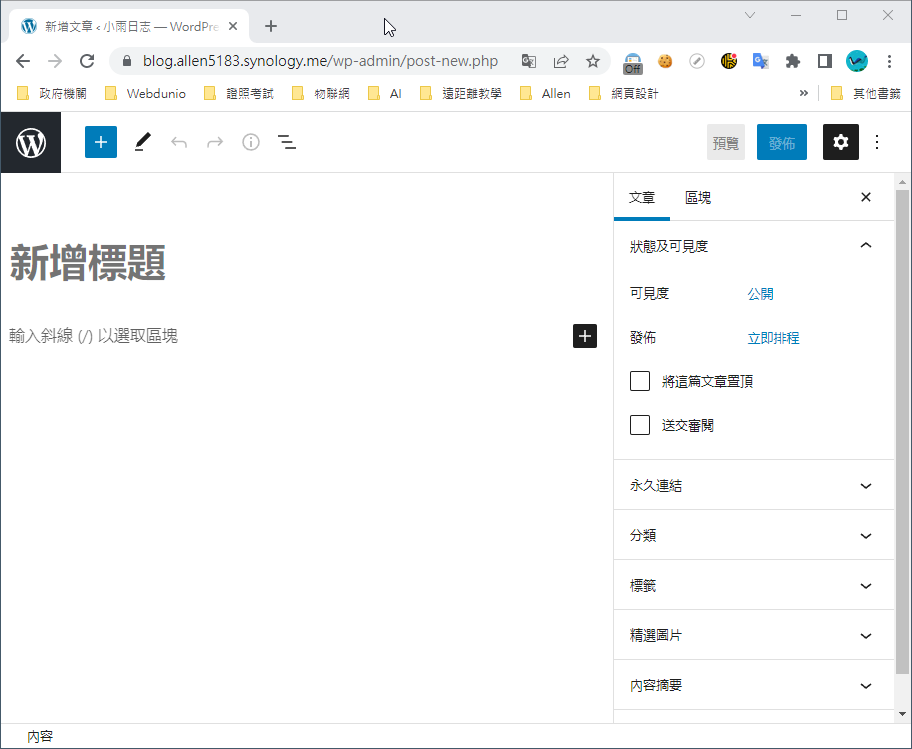 新增文章 ‹ 小雨日志 — WordPre
blog.allen5183.synology.me/wp-admin/post-new.php
Off
政府機關 Webdunio 證照考試 物聯網 AI 遠距離教學 Allen 網頁設計 » 其他書籤
預覽 發佈
文章 區塊
新增標題
輸入斜線 (/) 以選取區塊
狀態及可見度
可見度 公開
發佈 立即排程
將這篇文章置頂
送交審閱
永久連結
分類
標籤
精選圖片
內容摘要
內容